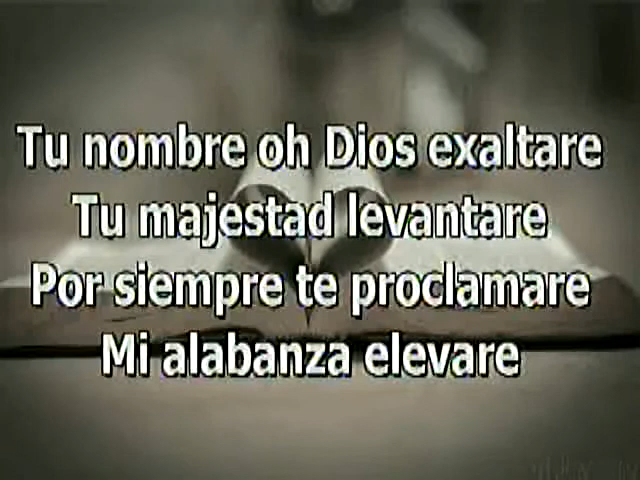 Tu nombre oh Dios exaltare
Tu majestad levantare
Por siempre te proclamare
Mi alabanza elevare